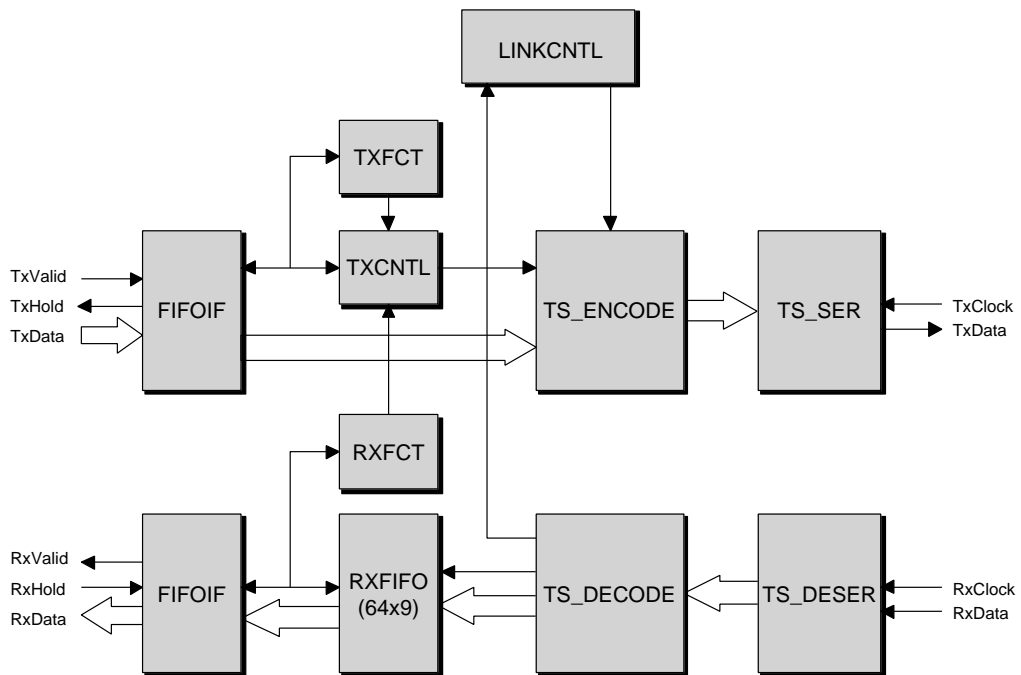 LINKCNTL
TXFCT
TxValid
TxHold
TxData
FIFOIF
TXCNTL
TS_ENCODE
TS_SER
TxClock
TxData
RXFCT
RxValid
RxHold
RxData
FIFOIF
RXFIFO
(64x9)
TS_DECODE
TS_DESER
RxClock
RxData